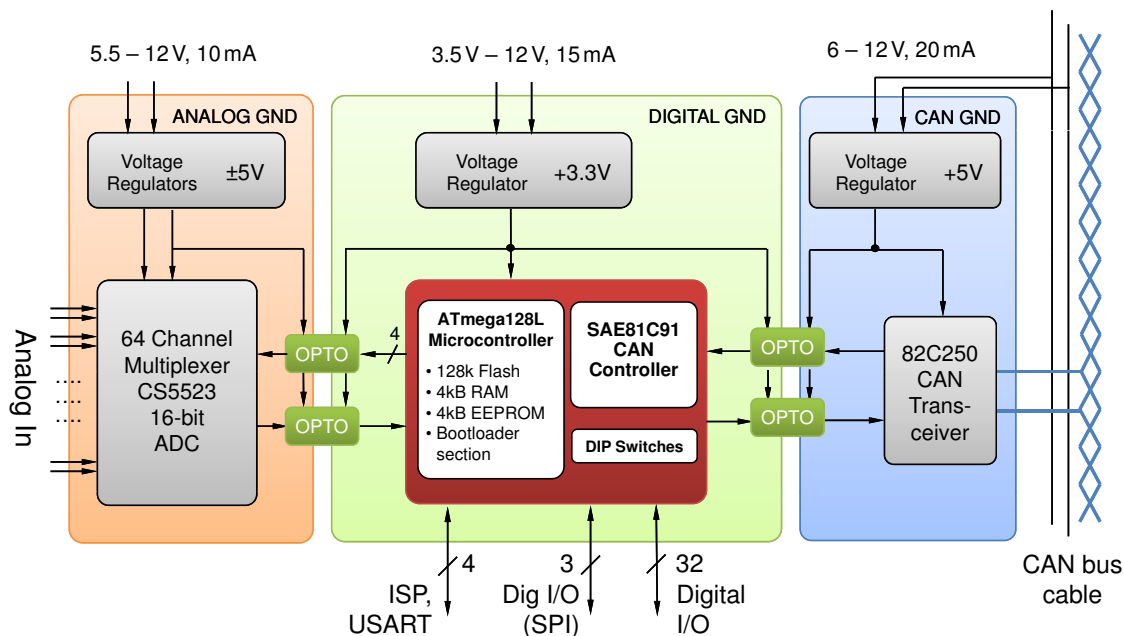 5.5 – 12 V, 10 mA
3.5 V – 12 V, 15 mA
6 – 12 V, 20 mA
ANALOG GND
DIGITAL GND
CAN GND
Voltage
Regulators
±5V
Voltage
Regulator
+3.3V
Voltage
Regulator
+5V
Analog In
....
....
....
64 Channel
Multiplexer
CS5523
16-bit
ADC
OPTO
OPTO
4
ATmega128L
Microcontroller
• 128k Flash
• 4kB RAM
• 4kB EEPROM
• Bootloader
section
SAE81C91
CAN
Controller
DIP Switches
OPTO
OPTO
82C250
CAN
Trans-
ceiver
4
ISP,
USART
3
Dig I/O
(SPI)
32
Digital
I/O
CAN bus
cable